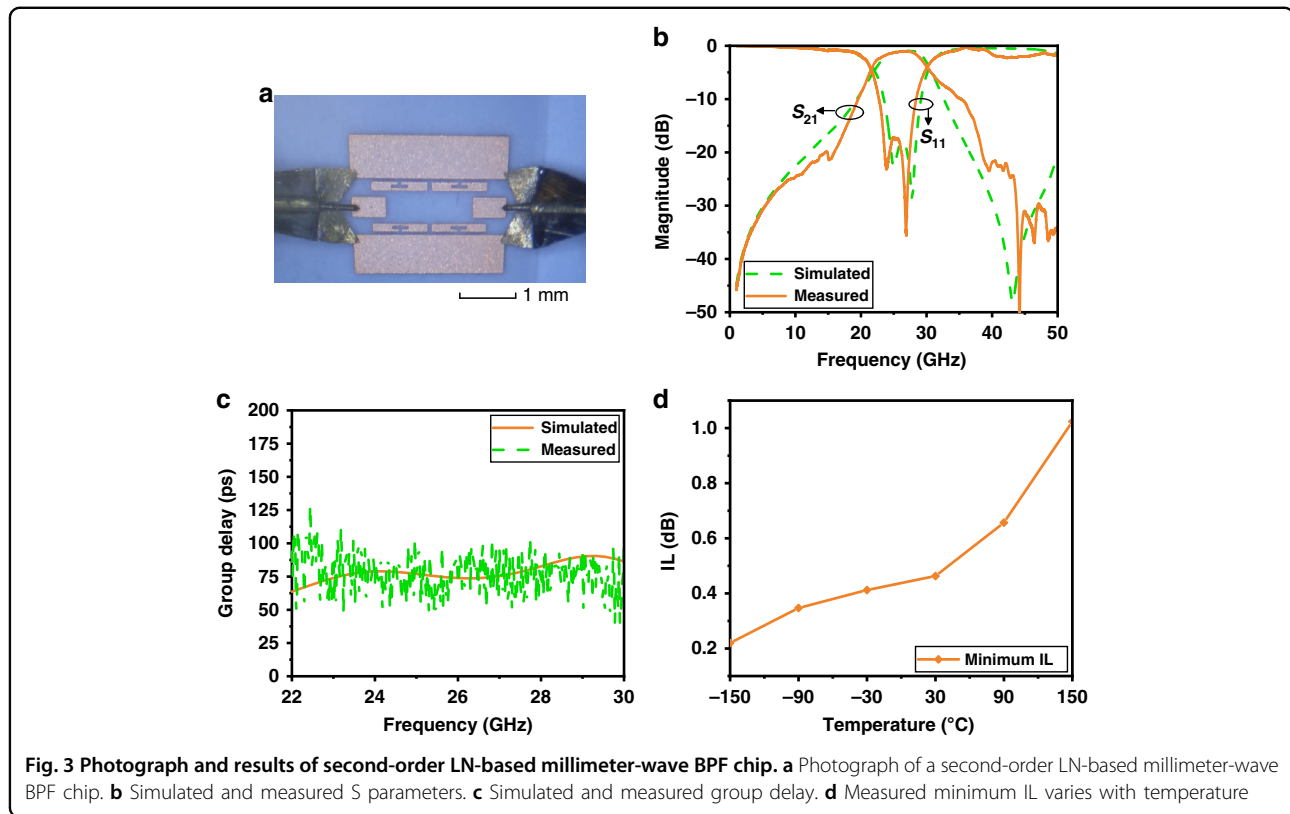 a
1 mm
b
0
–10
–20
–30
–40
–50
Magnitude (dB)
S21
S11
Simulated
Measured
1 10 20 30 40 50
Frequency (GHz)
c
200
175
150
125
100
75
50
25
0
Group delay (ps)
Simulated
Measured
22 24 26 28 30
Frequency (GHz)
d
1.0
0.8
0.6
0.4
0.2
IL (dB)
Minimum IL
–150 –90 –30 30 90 150
Temperature (°C)
Fig. 3 Photograph and results of second-order LN-based millimeter-wave BPF chip. a Photograph of a second-order LN-based millimeter-wave
BPF chip. b Simulated and measured S parameters. c Simulated and measured group delay. d Measured minimum IL varies with temperature